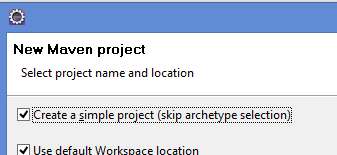 New Maven project
Select project name and location
Create a simple project (skip archetype selection)
Use default Workspace location